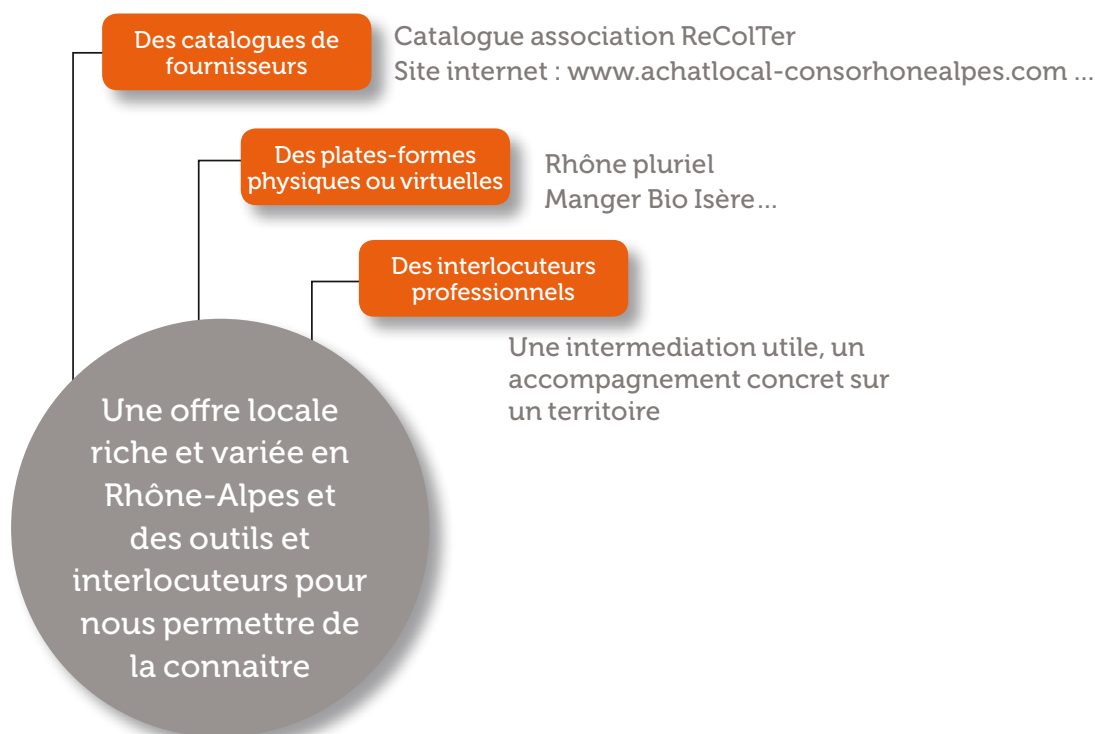 Des catalogues de
fournisseurs
Catalogue association ReColTer
Site internet : www.achatlocal-consorhonealpes.com ...
Des plates-formes
physiques ou virtuelles
Rhône pluriel
Manger Bio Isère...
Des interlocuteurs
professionnels
Une intermediation utile, un
accompagnement concret sur
un territoire
Une offre locale
riche et variée en
Rhône-Alpes et
des outils et
interlocuteurs pour
nous permettre de
la connaitre